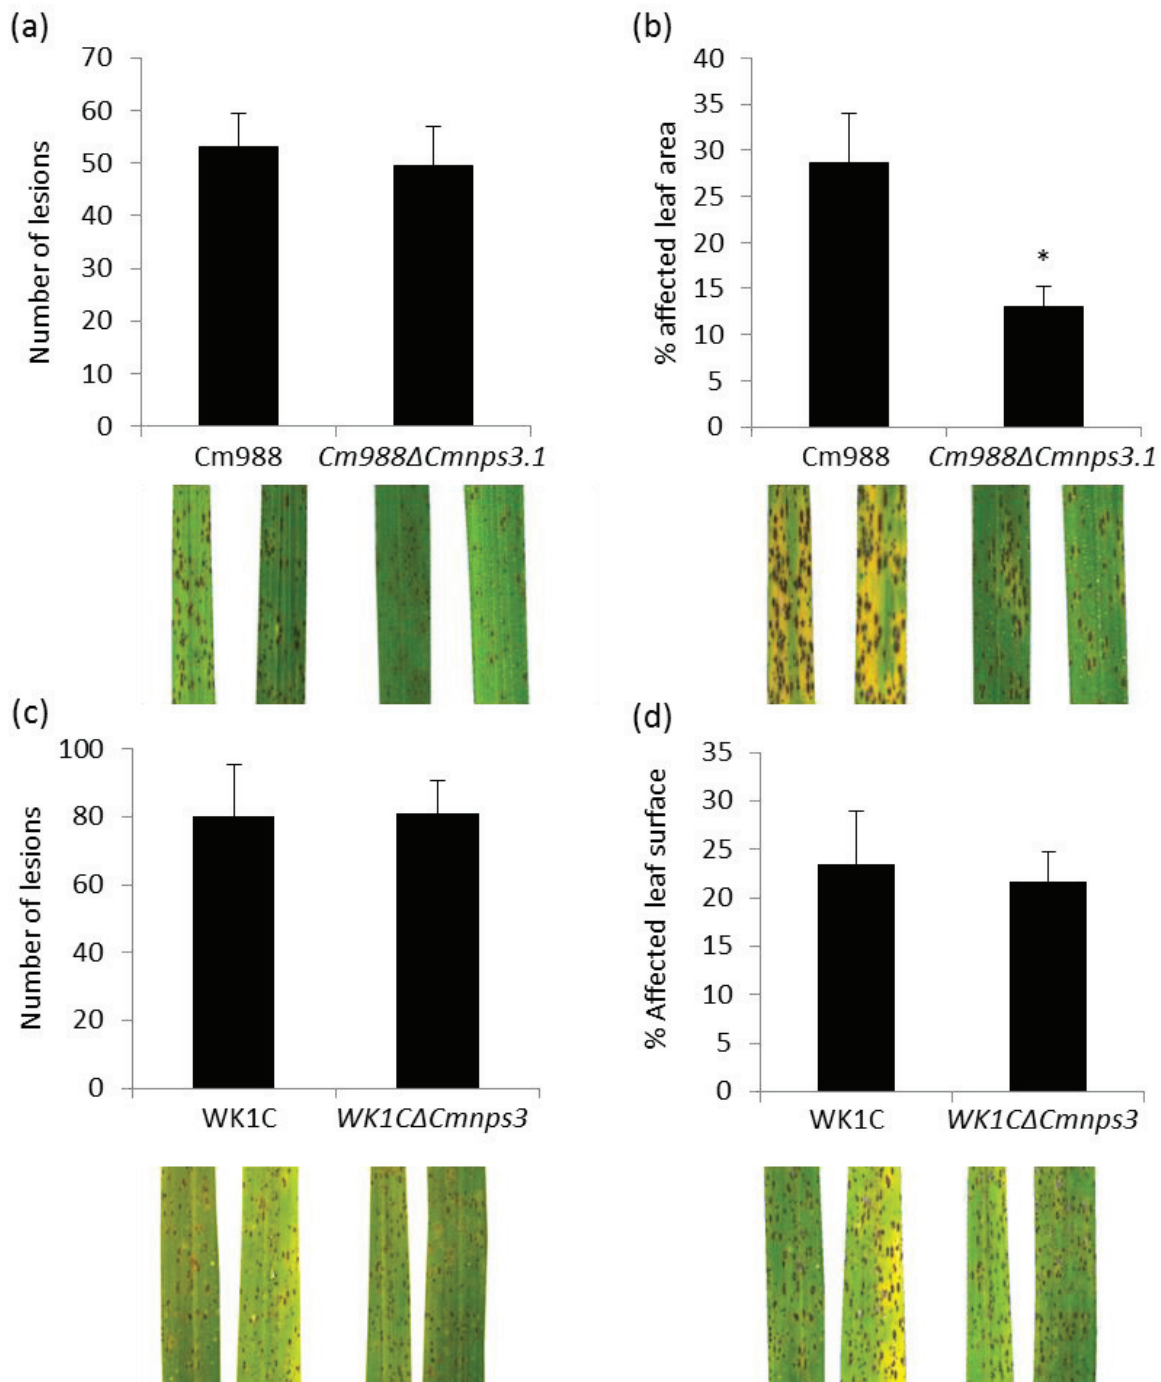 (a)
70
60
50
40
30
20
10
0
Number of lesions
Cm988 Cm988ΔCmnps3.1
(b)
40
35
30
25
20
15
10
5
0
% affected leaf area
*
Cm988 Cm988ΔCmnps3.1
(c)
100
80
60
40
20
0
Number of lesions
WK1C WK1CΔCmnps3
(d)
35
30
25
20
15
10
5
0
% Affected leaf surface
WK1C WK1CΔCmnps3